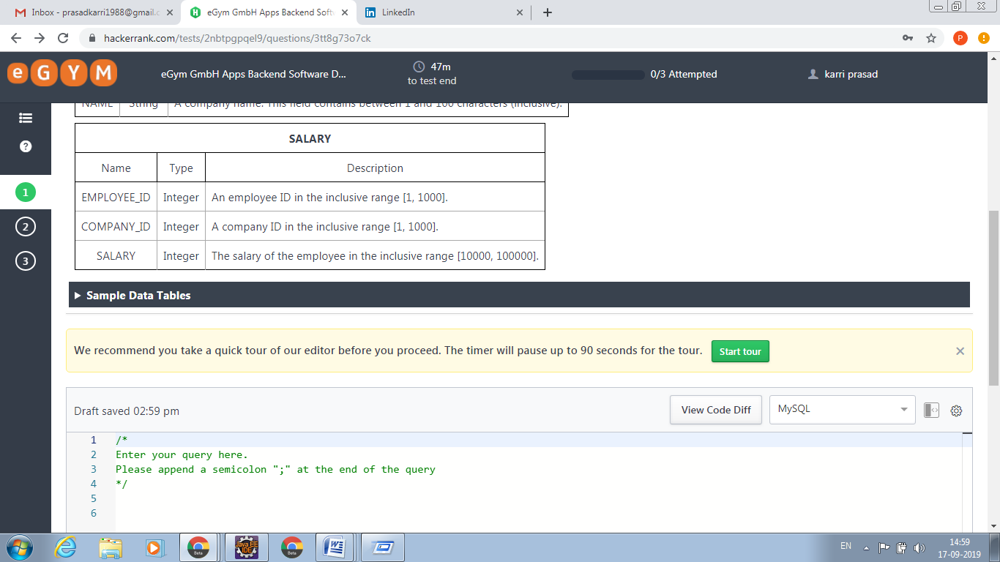 Inbox - prasadkarri1988@gmail.c
eGym GmbH Apps Backend Softw
LinkedIn
hackerrank.com/tests/2nbtpgpqel9/questions/3tt8g73o7ck
P
eGYM
eGym GmbH Apps Backend Software D...
47m
to test end
0/3 Attempted
karri prasad
NAME String A company name. This field contains between 1 and 100 characters (inclusive).
SALARY
Name Type Description
EMPLOYEE_ID Integer An employee ID in the inclusive range [1, 1000].
COMPANY_ID Integer A company ID in the inclusive range [1, 1000].
SALARY Integer The salary of the employee in the inclusive range [10000, 100000].
1
2
3
Sample Data Tables
We recommend you take a quick tour of our editor before you proceed. The timer will pause up to 90 seconds for the tour. Start tour
Draft saved 02:59 pm
View Code Diff
MySQL
1 /*
2 Enter your query here.
3 Please append a semicolon ";" at the end of the query
4 */
5
6
Beta
Java EE
IDE
Beta
EN
14:59
17-09-2019